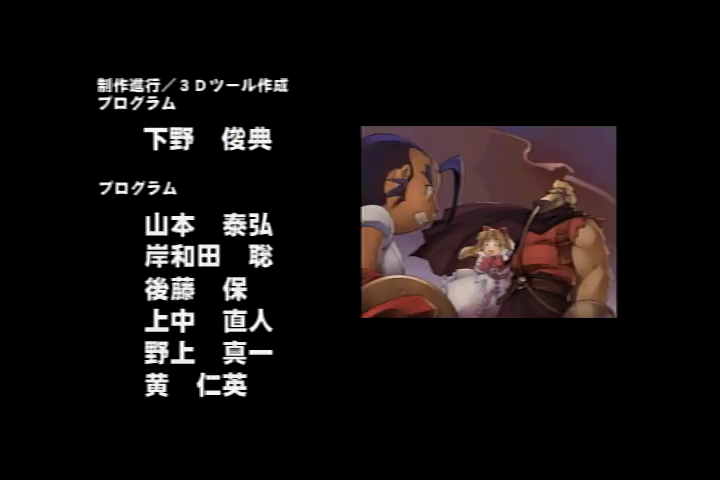 制作進行／３Ｄツール作成
プログラム
下野　俊典
プログラム
山本　泰弘
岸和田　聡
後藤　保
上中　直人
野上　真一
黄　仁英